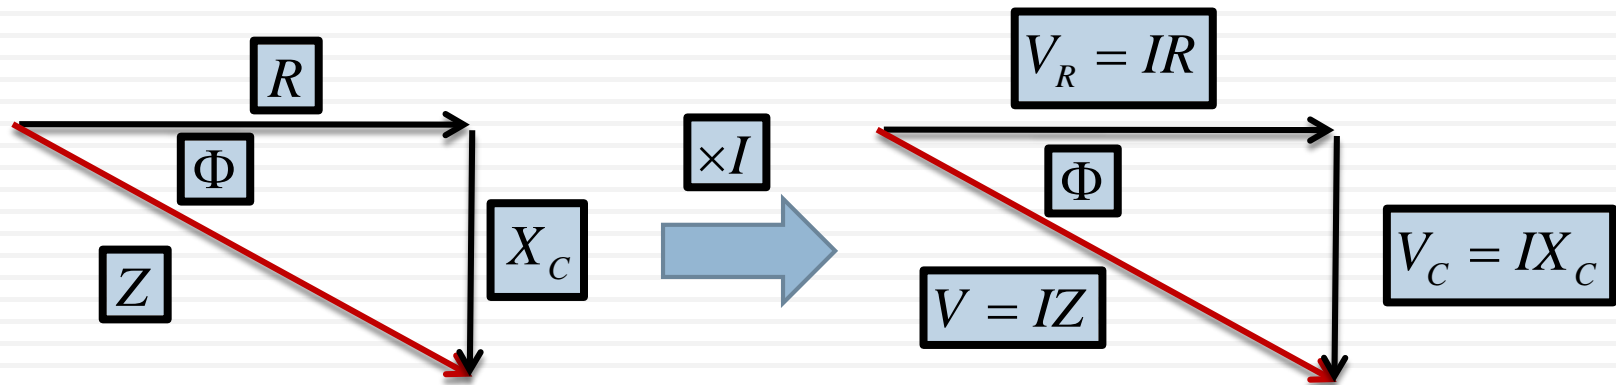 R
Φ
Z
X_C
×I
V_R = IR
Φ
V = IZ
V_C = IX_C